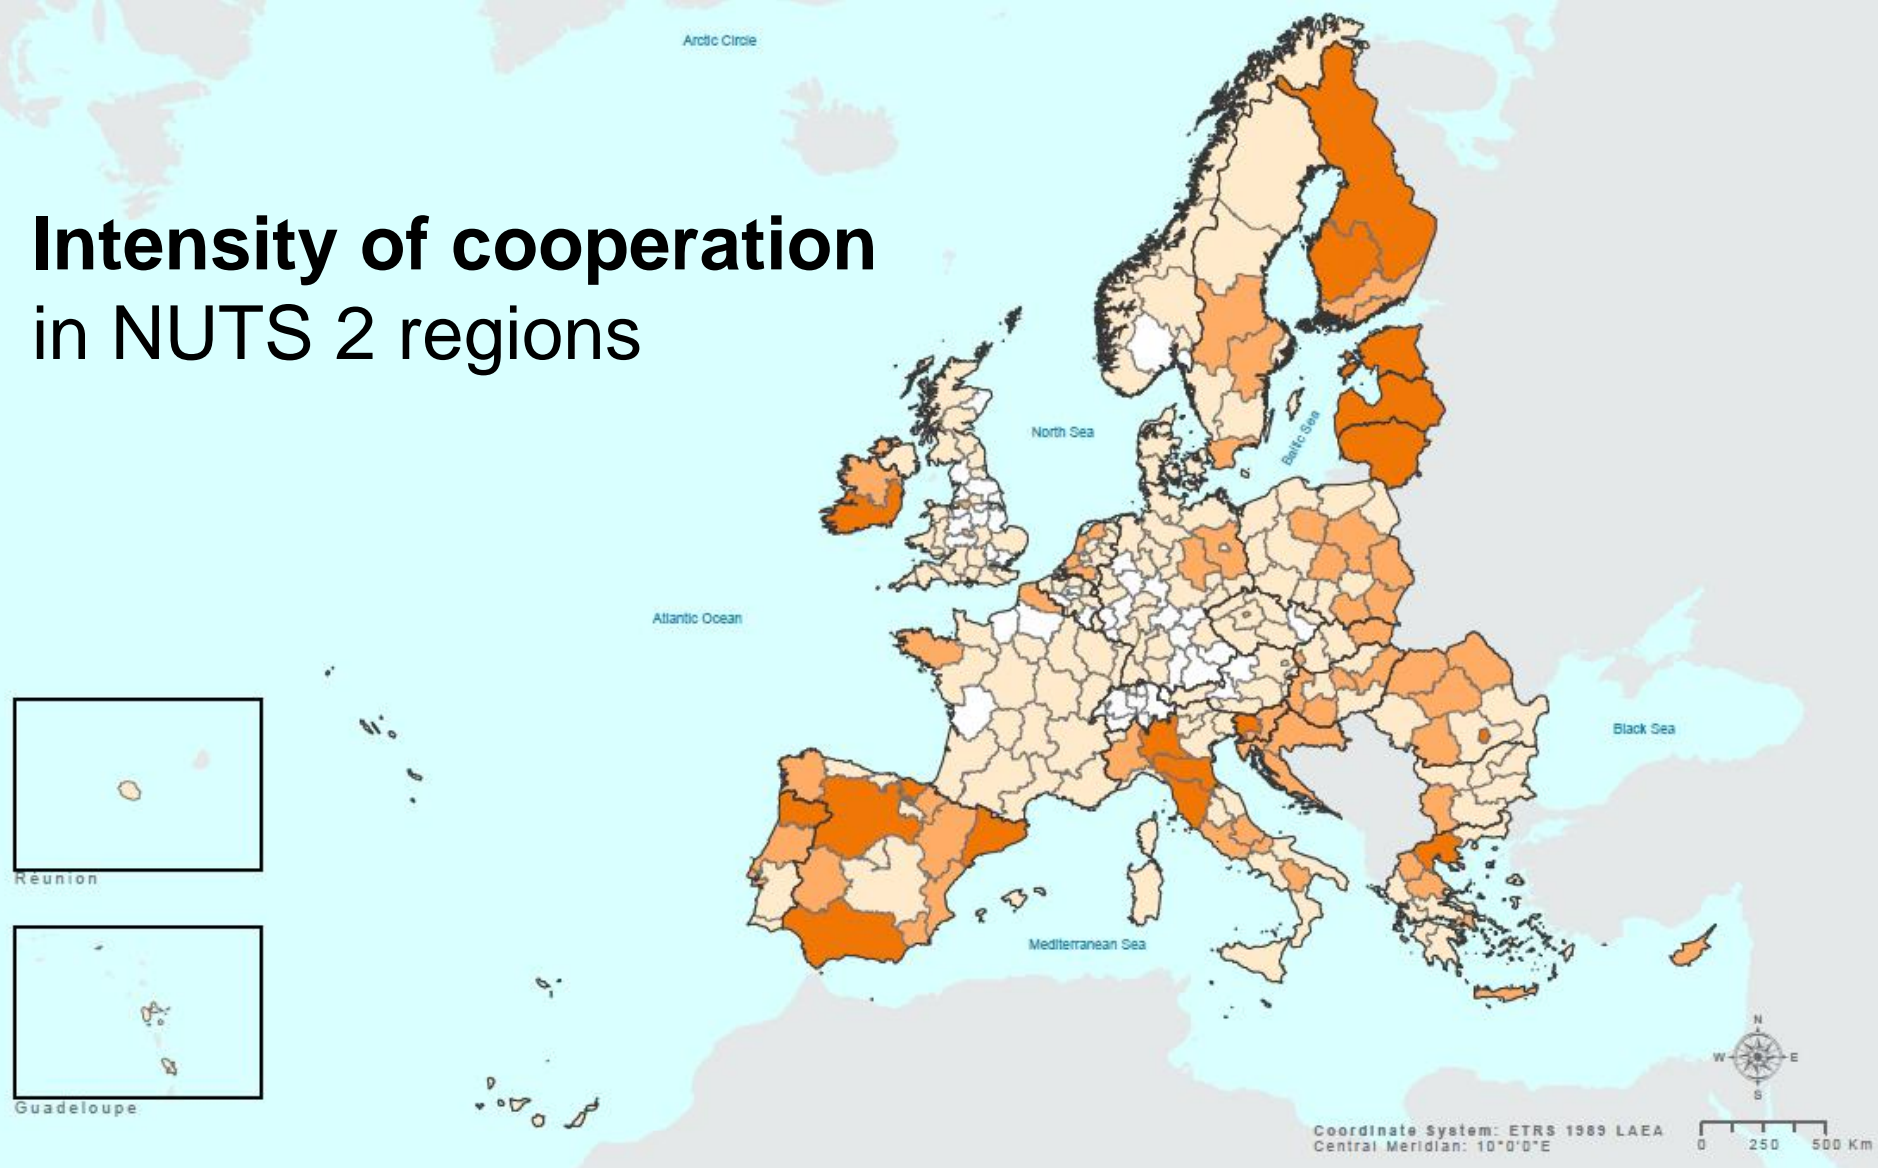 Arctic Circle
Intensity of cooperation
in NUTS 2 regions
North Sea
Baltic Sea
Atlantic Ocean
Black Sea
Réunion
Mediterranean Sea
Guadeloupe
N
W
E
S
Coordinate System: ETRS 1989 LAEA
Central Meridian: 10°0'0"E
0 250 500 Km